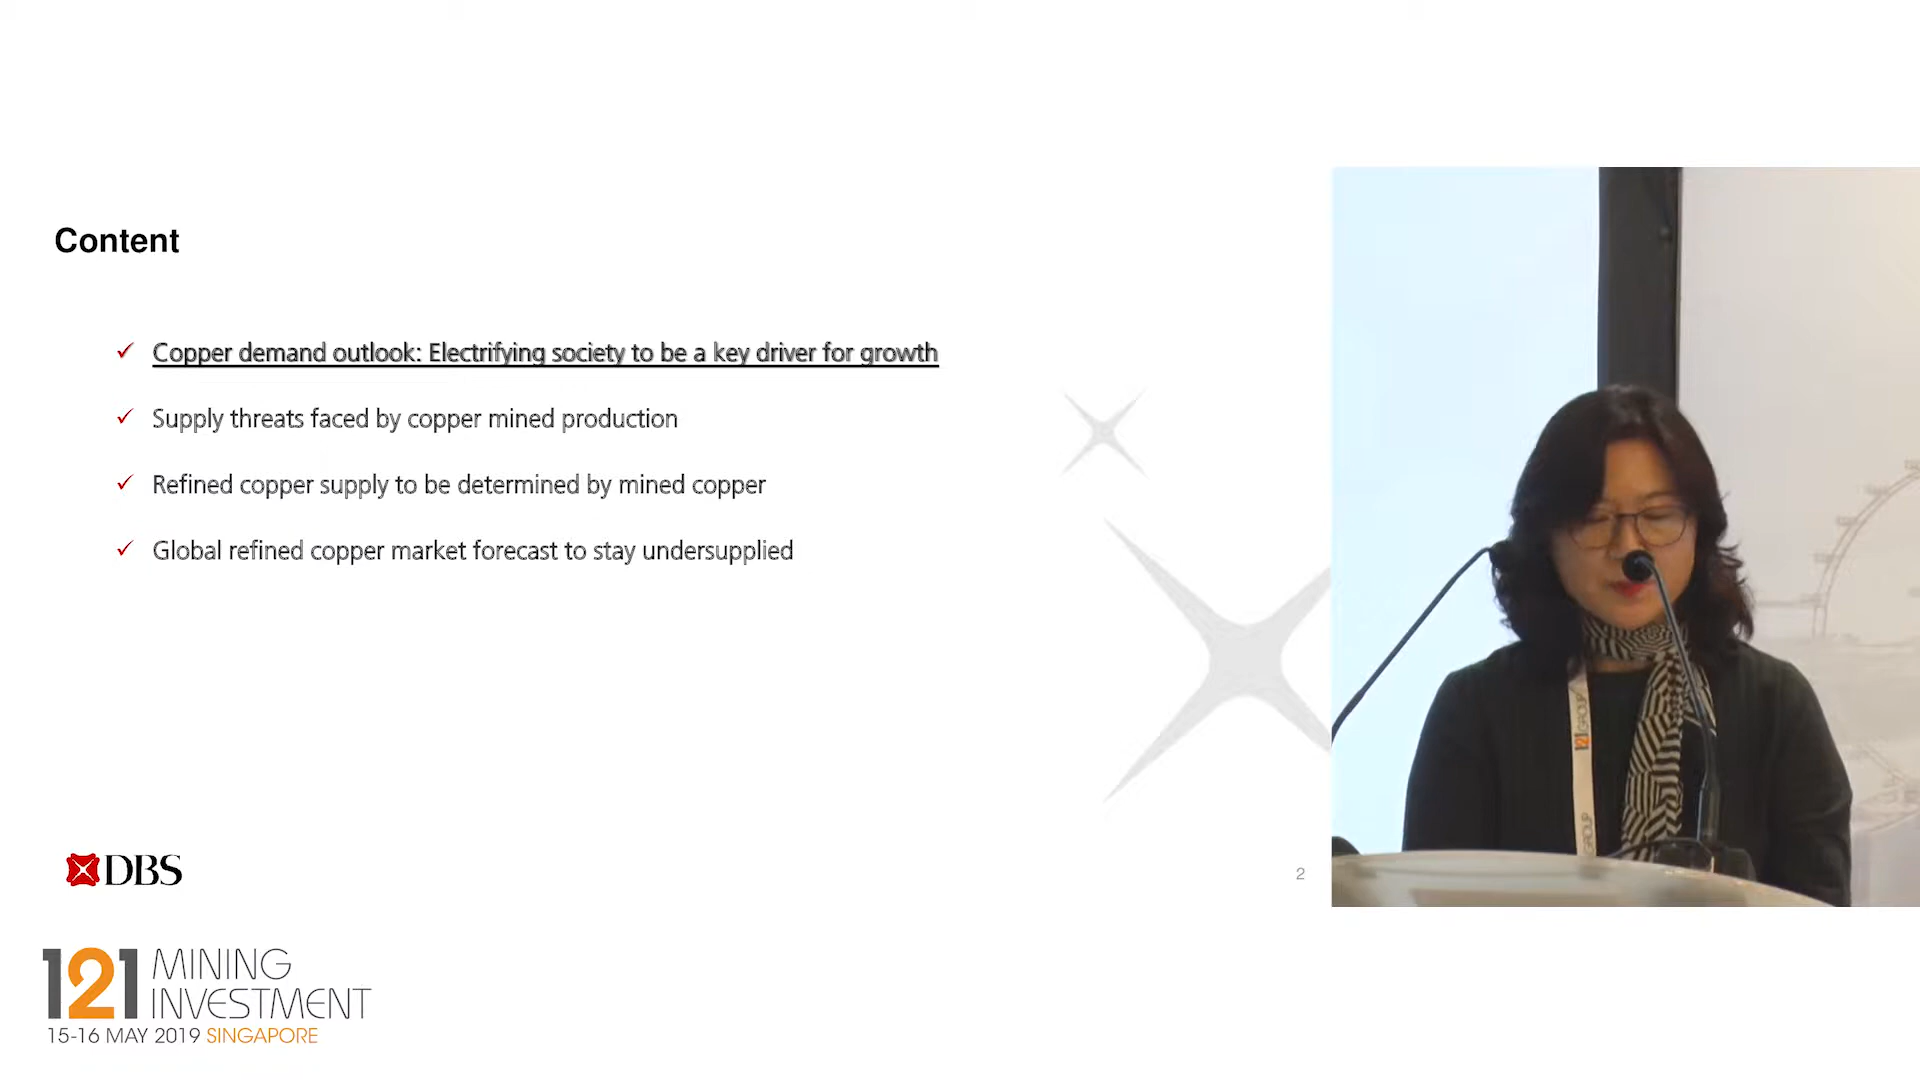 Content
Copper demand outlook: Electrifying society to be a key driver for growth
Supply threats faced by copper mined production
Refined copper supply to be determined by mined copper
Global refined copper market forecast to stay undersupplied
DBS
2
121 MINING
INVESTMENT
15-16 MAY 2019 SINGAPORE
121GROUP
GROUP